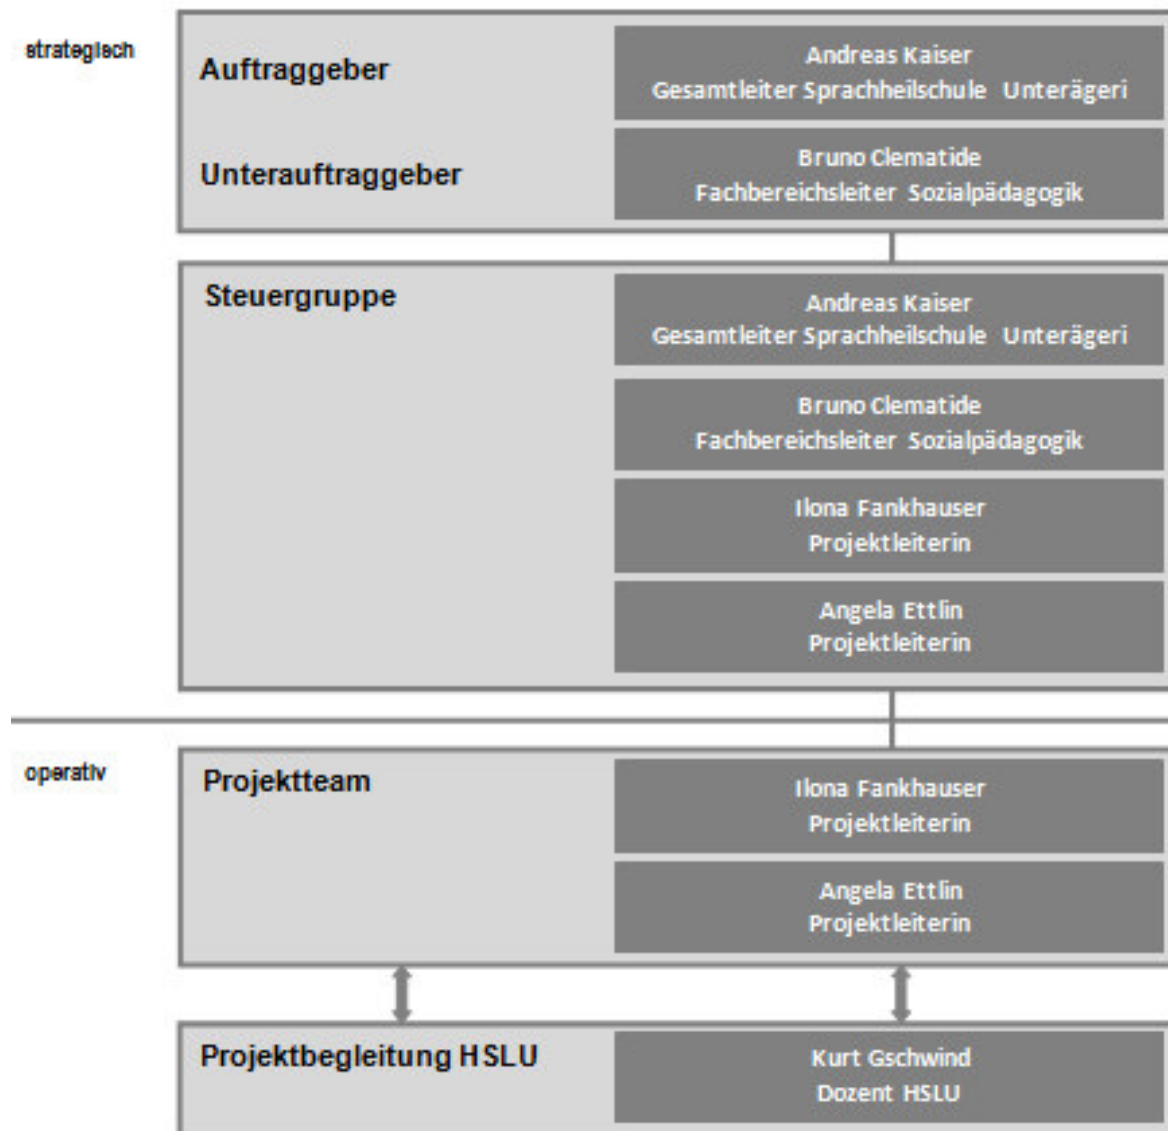 strategisch
Auftraggeber
Andreas Kaiser
Gesamtleiter Sprachheilschule Unterägeri
Unterauftraggeber
Bruno Clematide
Fachbereichsleiter Sozialpädagogik
Steuergruppe
Andreas Kaiser
Gesamtleiter Sprachheilschule Unterägeri
Bruno Clematide
Fachbereichsleiter Sozialpädagogik
Ilona Fankhauser
Projektleiterin
Angela Ettlin
Projektleiterin
operativ
Projektteam
Ilona Fankhauser
Projektleiterin
Angela Ettlin
Projektleiterin
Projektbegleitung HSLU
Kurt Gschwind
Dozent HSLU